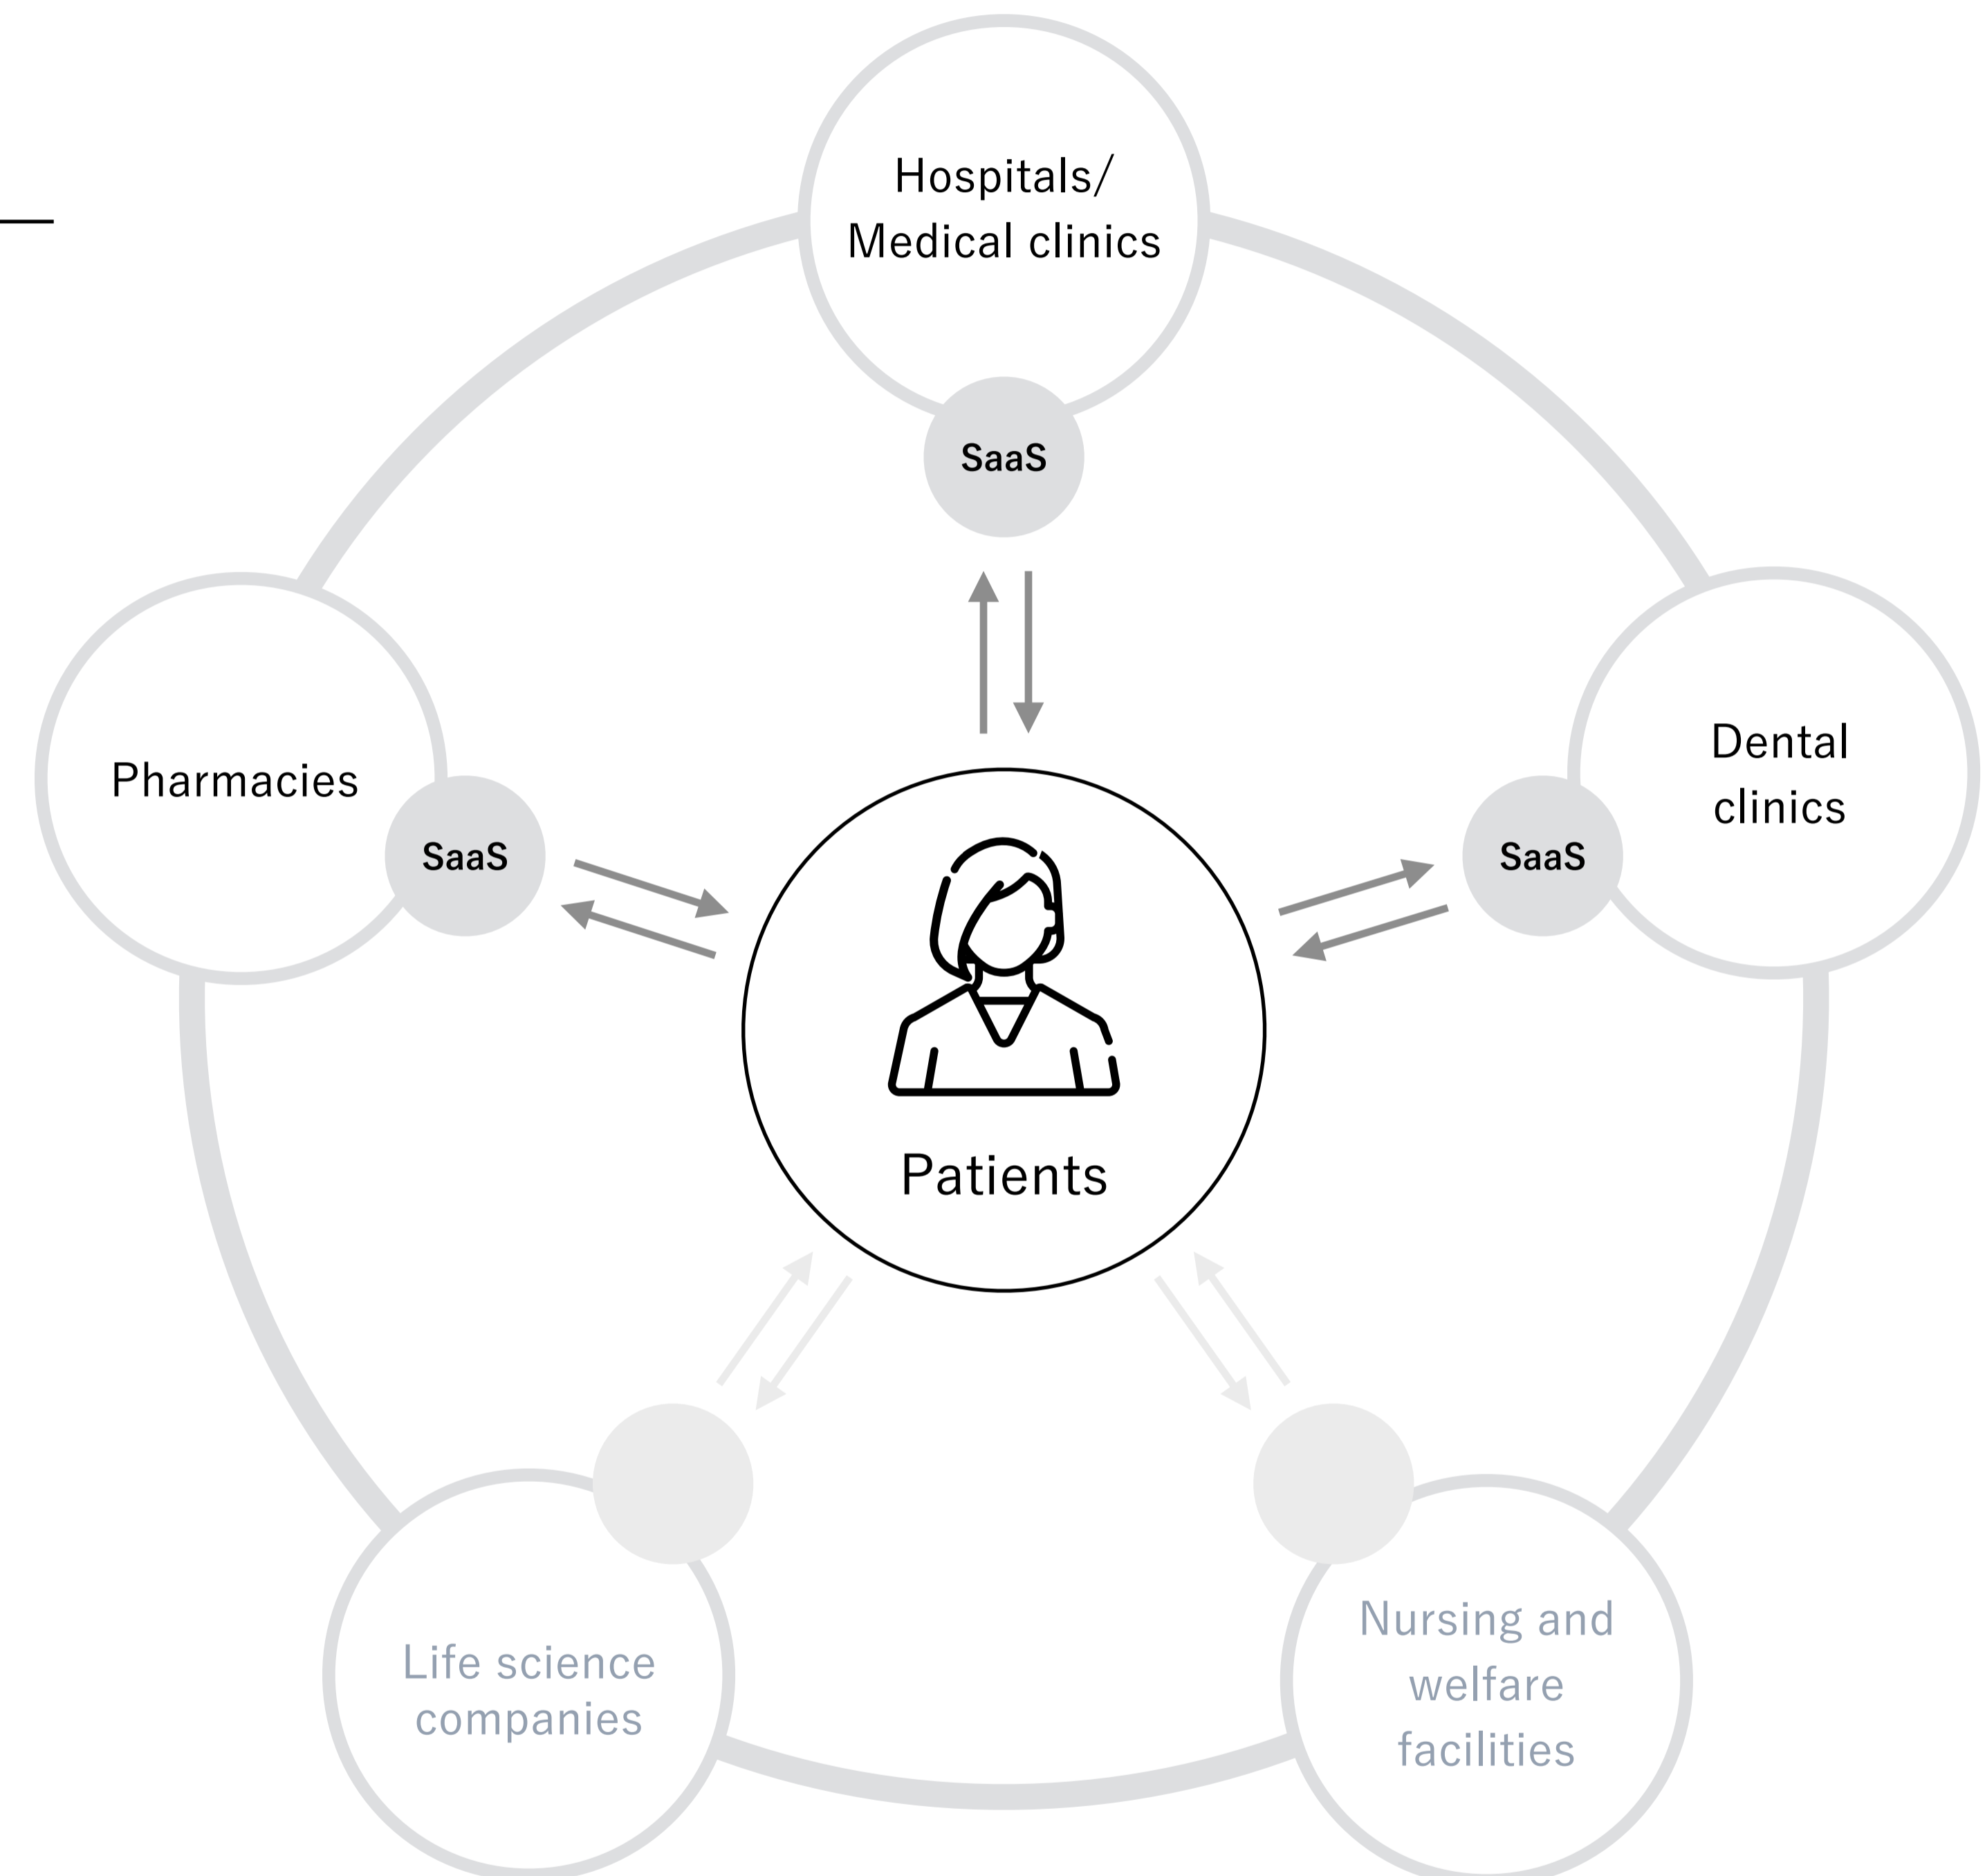 Hospitals/
Medical clinics
SaaS
Pharmacies
SaaS
Dental
clinics
SaaS
Patients
Life science
companies
Nursing and
welfare
facilities